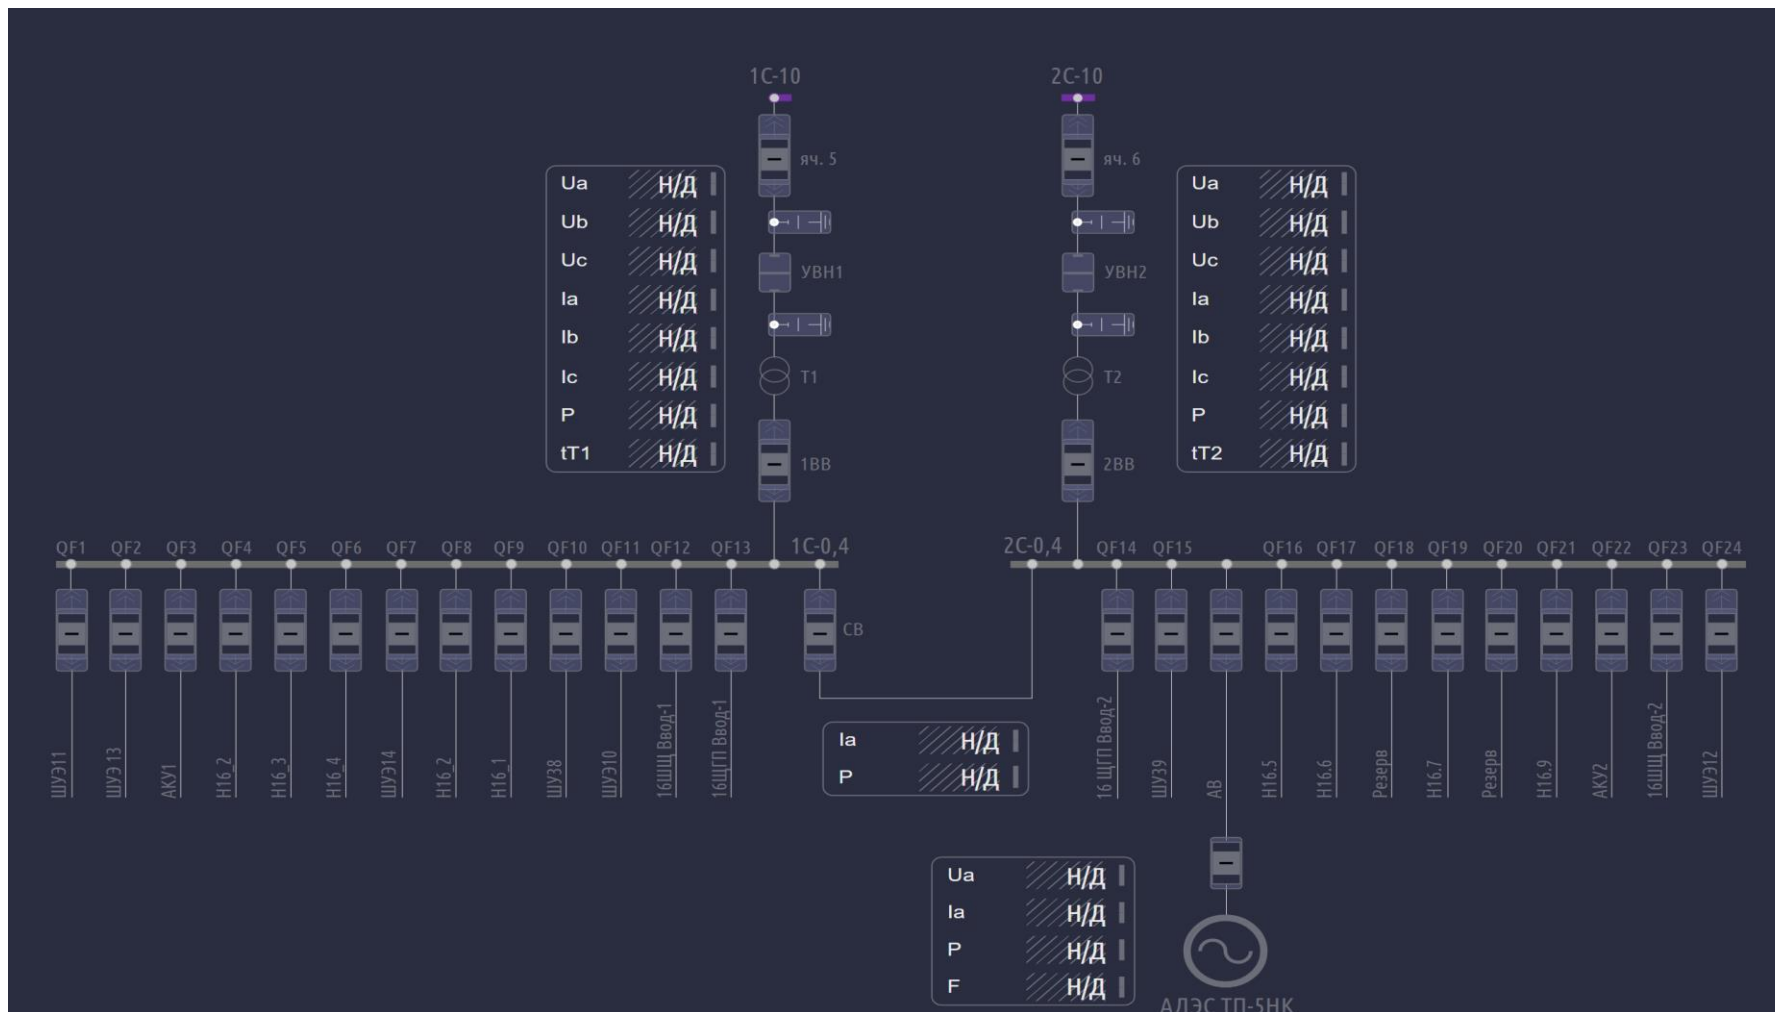 1С-10
2С-10
яч. 5
яч. 6
Ua Н/Д
Ub Н/Д
Uc Н/Д
Ia Н/Д
Ib Н/Д
Ic Н/Д
P Н/Д
tT1 Н/Д
УВН1
Т1
1ВВ
УВН2
Т2
2ВВ
Ua Н/Д
Ub Н/Д
Uc Н/Д
Ia Н/Д
Ib Н/Д
Ic Н/Д
P Н/Д
tT2 Н/Д
QF1 QF2 QF3 QF4 QF5 QF6 QF7 QF8 QF9 QF10 QF11 QF12 QF13 1С-0,4
2С-0,4 QF14 QF15 QF16 QF17 QF18 QF19 QF20 QF21 QF22 QF23 QF24
СВ
ШУЭ11
ШУЭ 13
АКУ1
Н16_2
Н16_3
Н16_4
ШУЭ14
Н16_2
Н16_1
ШУ38
ШУЭ10
16ШЩ Ввод-1
16ЩГП Ввод-1
16 ЩГП Ввод-2
ШУ39
АВ
Н16.5
Н16.6
Резерв
Н16.7
Резерв
Н16.9
АКУ2
16ШЩ Ввод-2
ШУЭ12
Ia Н/Д
P Н/Д
Ua Н/Д
Ia Н/Д
P Н/Д
F Н/Д
АДЭС ТП-5НК